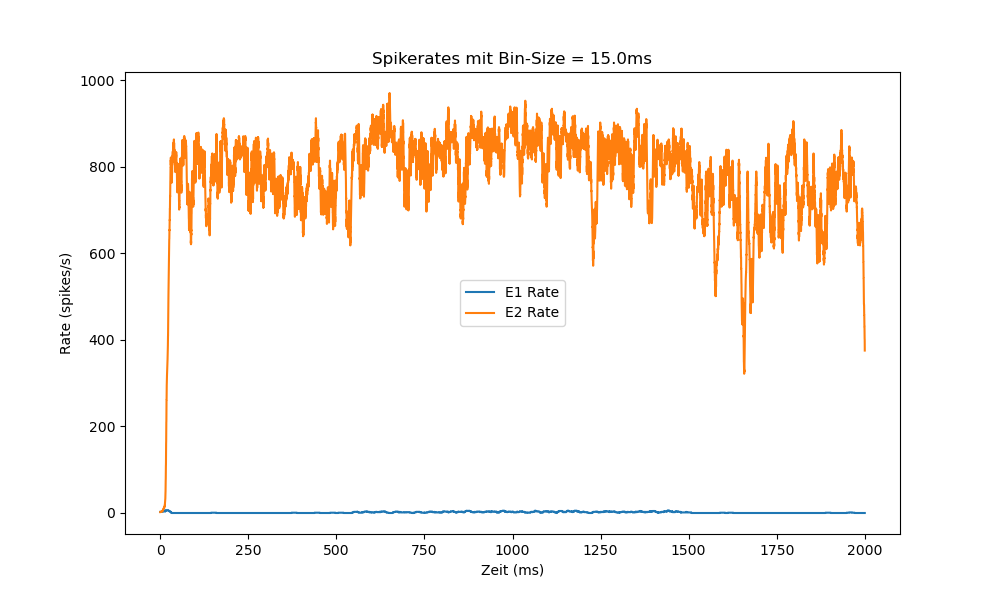 Spikerates mit Bin-Size = 15.0ms
1000
800
600
400
200
0
Rate (spikes/s)
E1 Rate
E2 Rate
0 250 500 750 1000 1250 1500 1750 2000
Zeit (ms)